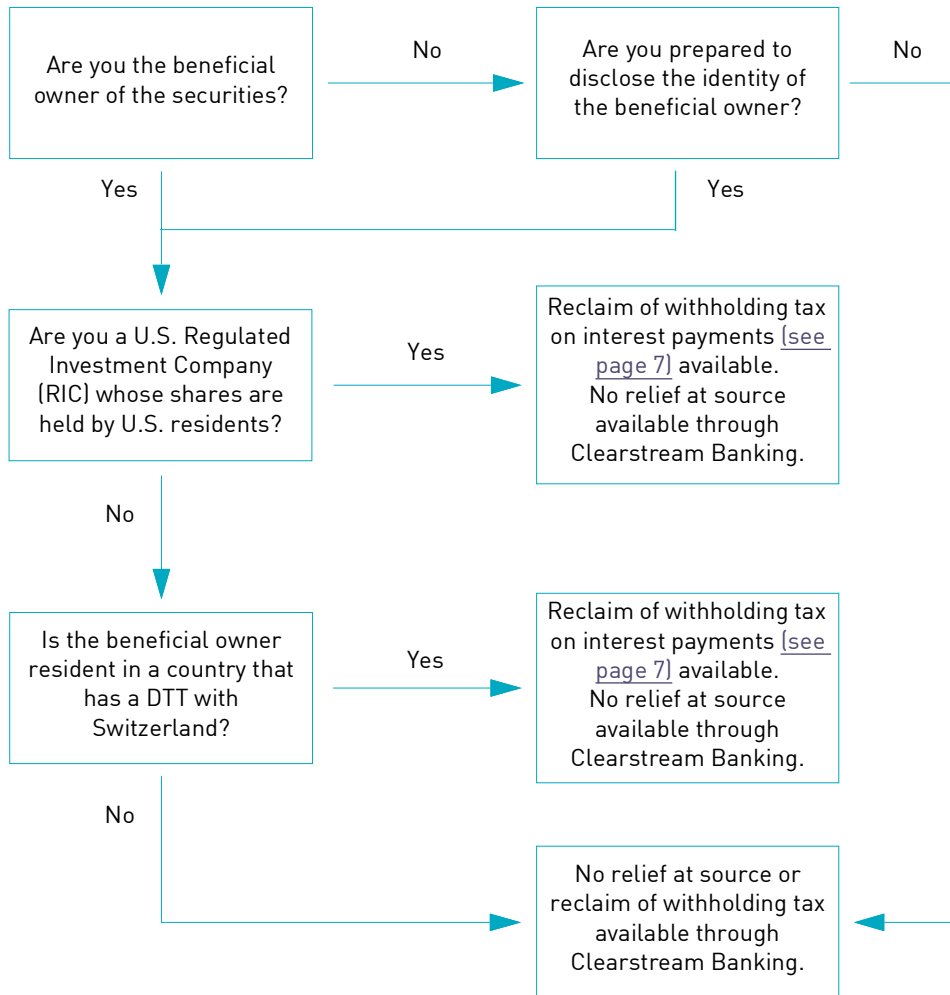 Are you the beneficial
owner of the securities?
No
Are you prepared to
disclose the identity of
the beneficial owner?
No
Yes
Yes
Are you a U.S. Regulated
Investment Company
(RIC) whose shares are
held by U.S. residents?
Yes
Reclaim of withholding tax
on interest payments (see
page 7) available.
No relief at source
available through
Clearstream Banking.
No
Is the beneficial owner
resident in a country that
has a DTT with
Switzerland?
Yes
Reclaim of withholding tax
on interest payments (see
page 7) available.
No relief at source
available through
Clearstream Banking.
No
No relief at source or
reclaim of withholding tax
available through
Clearstream Banking.